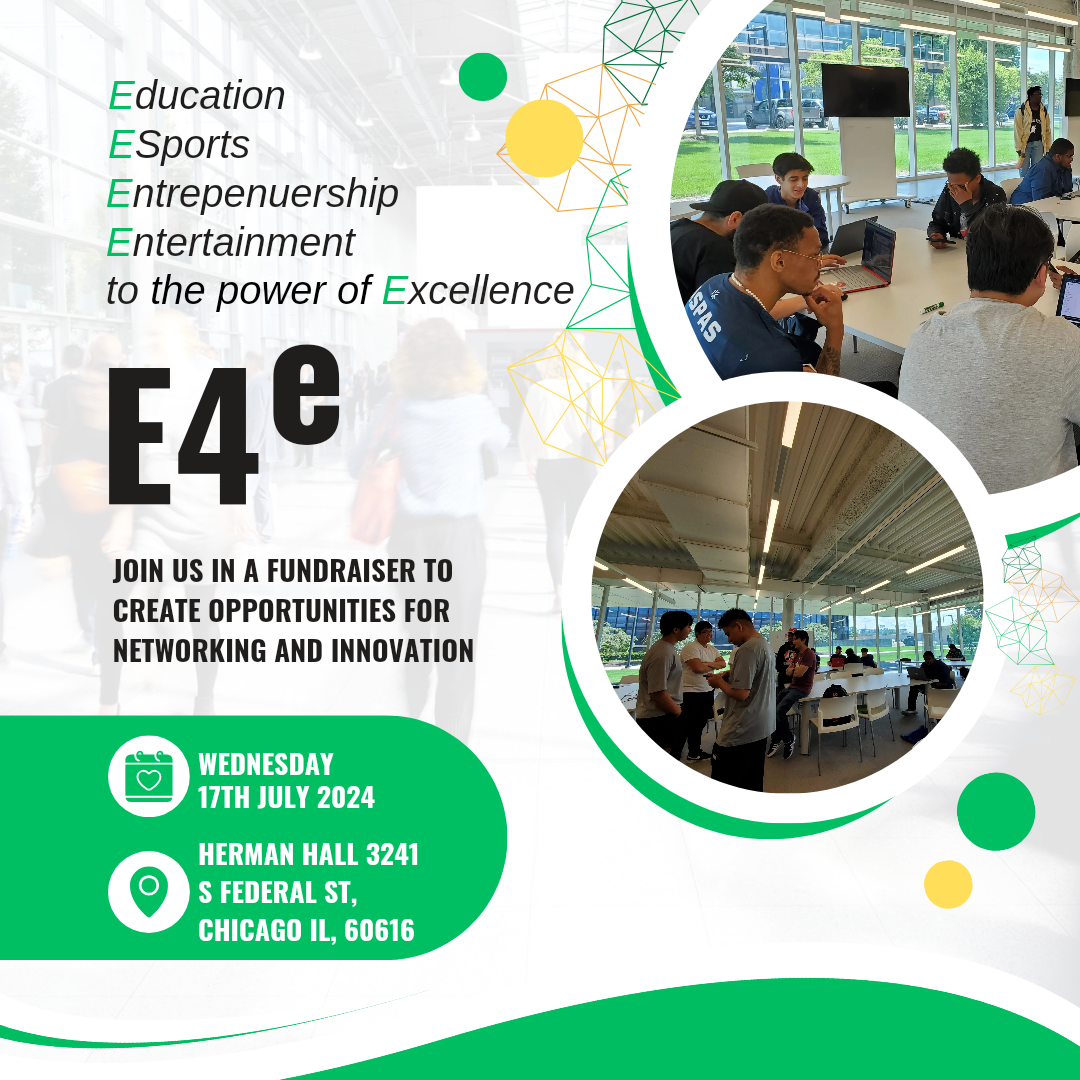 Education
ESports
Entrepenuership
Entertainment
to the power of Excellence
E4e
JOIN US IN A FUNDRAISER TO
CREATE OPPORTUNITIES FOR
NETWORKING AND INNOVATION
WEDNESDAY
17TH JULY 2024
HERMAN HALL 3241
S FEDERAL ST,
CHICAGO IL, 60616
SPAS